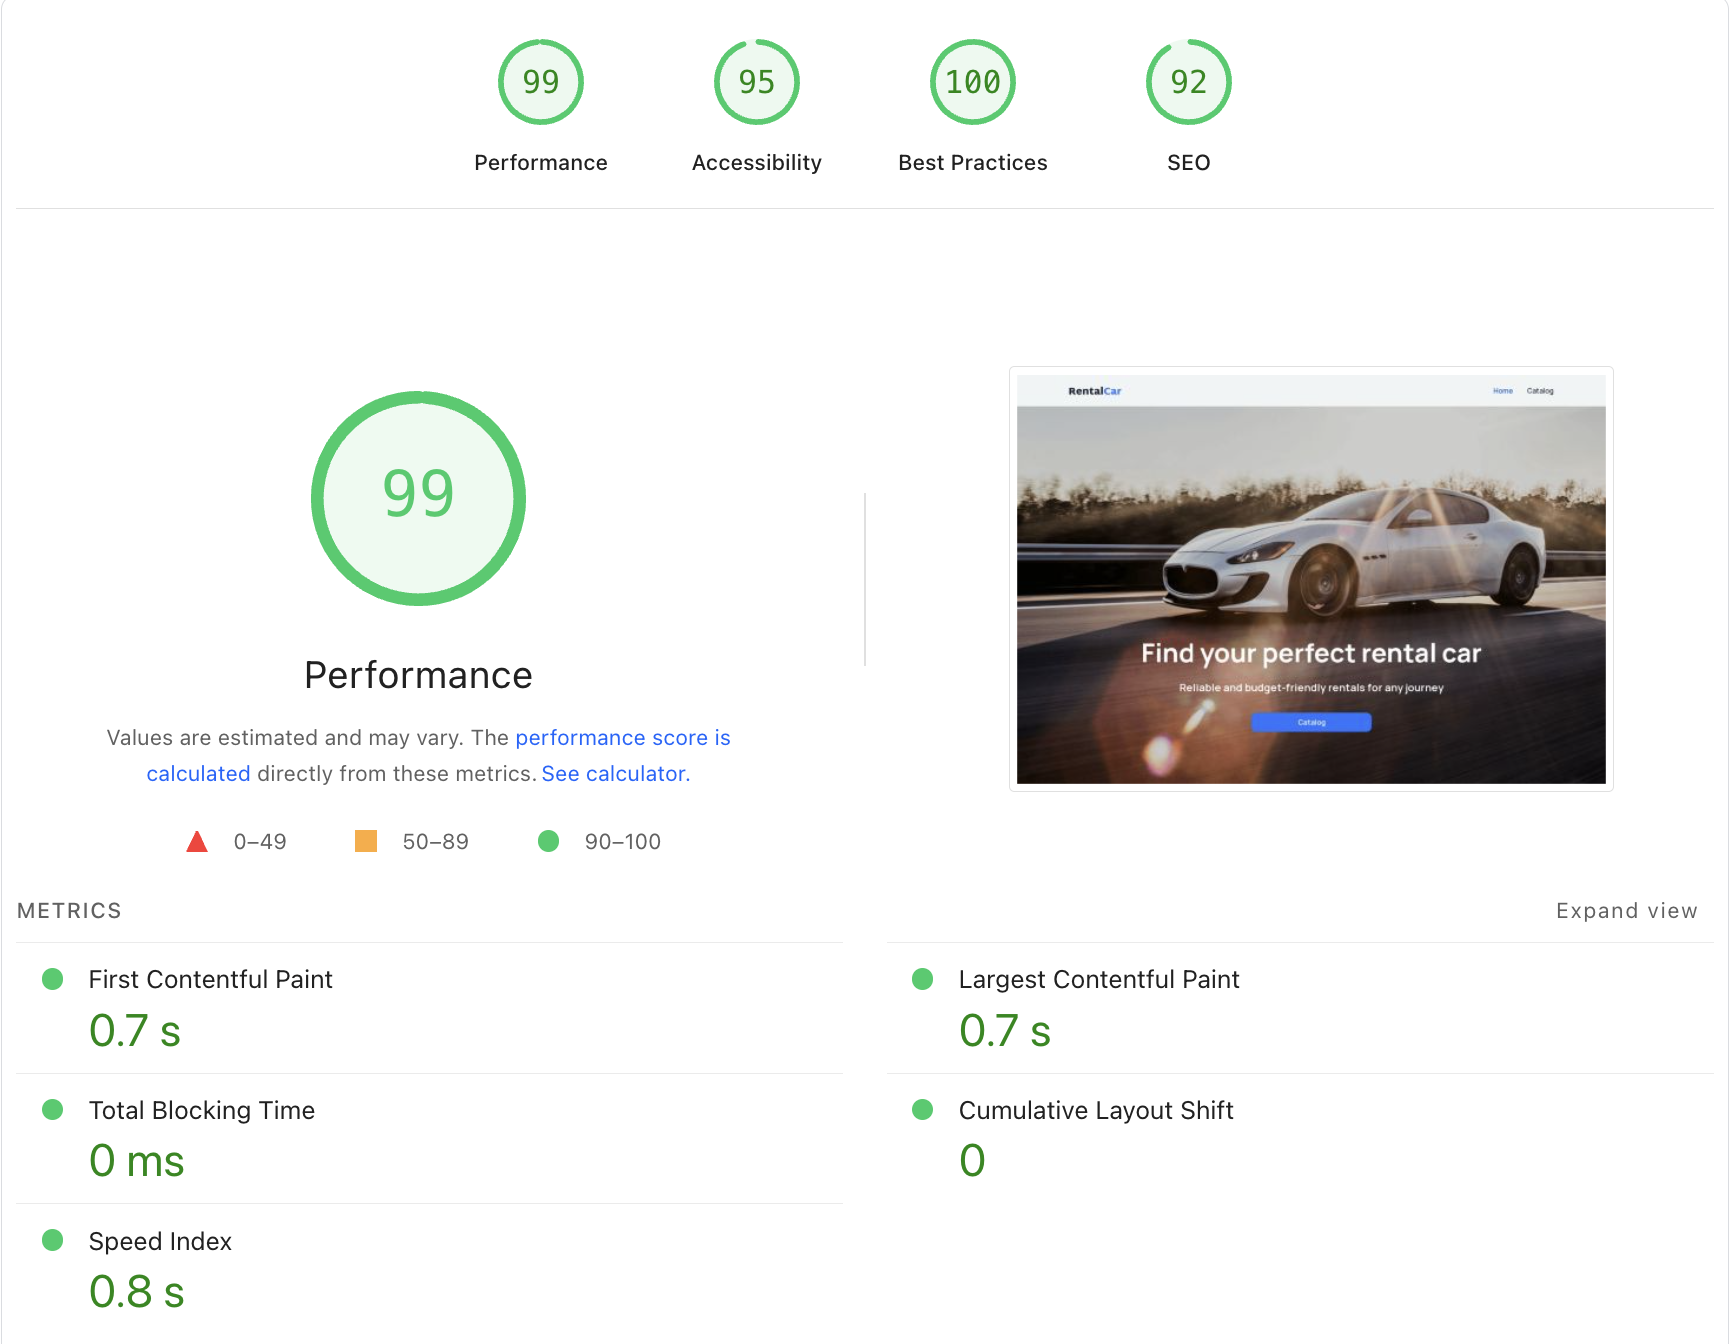 99
95
100
92
Performance
Accessibility
Best Practices
SEO
99
Performance
Values are estimated and may vary. The performance score is
calculated directly from these metrics. See calculator.
0–49
50–89
90–100
RentalCar
Home
Catalog
Find your perfect rental car
Reliable and budget-friendly rentals for any journey
Catalog
METRICS
Expand view
First Contentful Paint
0.7 s
Largest Contentful Paint
0.7 s
Total Blocking Time
0 ms
Cumulative Layout Shift
0
Speed Index
0.8 s